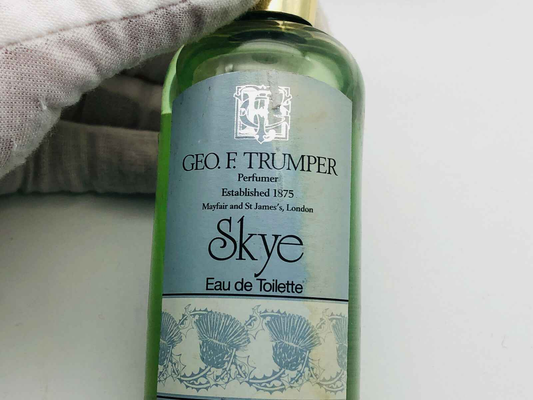 GEO. F. TRUMPER
Perfumer
Established 1875
Mayfair and St James's, London
Skye
Eau de Toilette